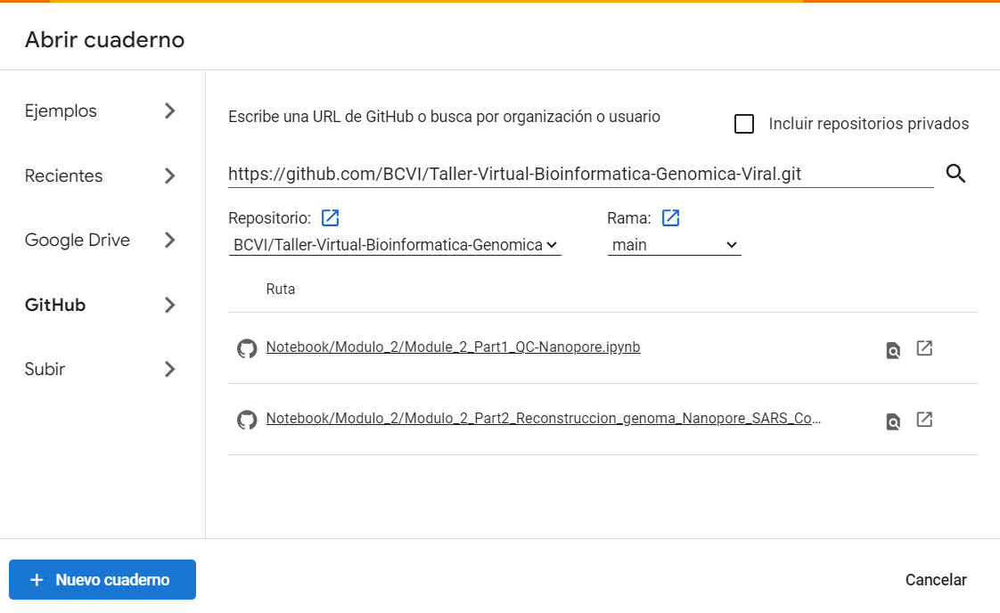 Abrir cuaderno
Ejemplos
Recientes
Google Drive
GitHub
Subir
Escribe una URL de GitHub o busca por organización o usuario
Incluir repositorios privados
https://github.com/BCVI/Taller-Virtual-Bioinformatica-Genomica-Viral.git
Repositorio:
Rama:
BCVI/Taller-Virtual-Bioinformatica-Genomica
main
Ruta
Notebook/Modulo_2/Module_2_Part1_QC-Nanopore.ipynb
Notebook/Modulo_2/Modulo_2_Part2_Reconstruccion_genoma_Nanopore_SARS_Co...
+ Nuevo cuaderno
Cancelar